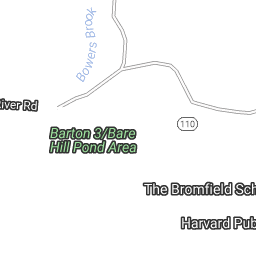 Bowers Brook
iver Rd
110
Barton 3/Bare
Hill Pond Area
The Bromfield Sch
Harvard Pub